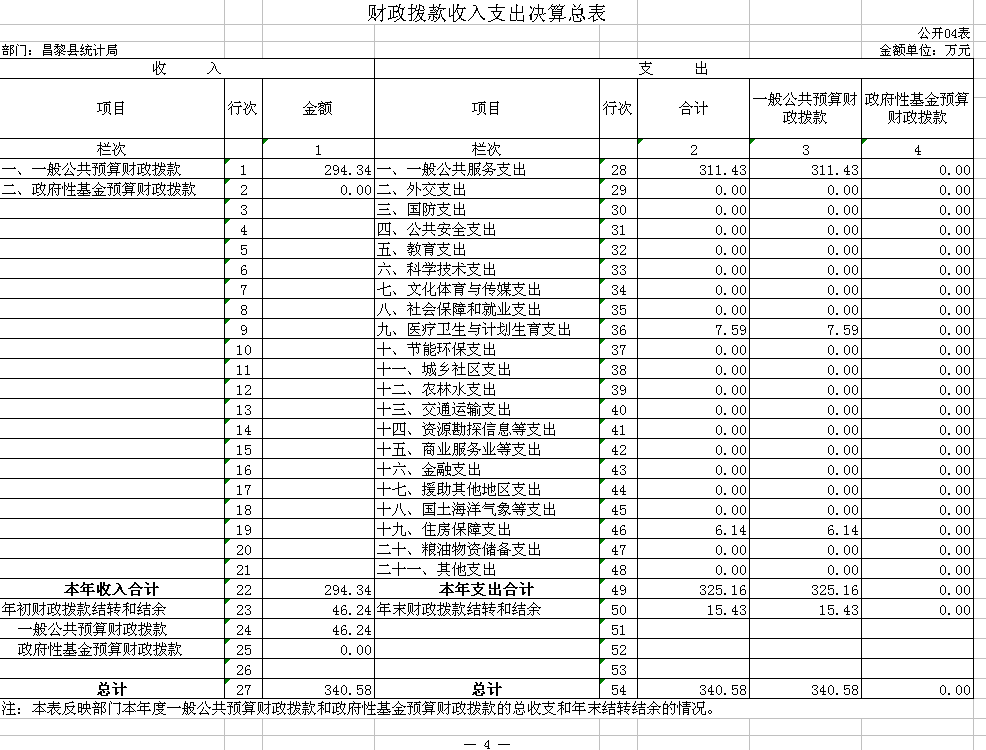 财政拨款收入支出决算总表
公开04表
部门：昌黎县统计局 金额单位：万元
收 入 支 出
项目 行次 金额 项目 行次 合计 一般公共预算财政拨款 政府性基金预算财政拨款
栏次 1 栏次 2 3 4
一、一般公共预算财政拨款 1 294.34 一、一般公共服务支出 28 311.43 311.43 0.00
二、政府性基金预算财政拨款 2 0.00 二、外交支出 29 0.00 0.00 0.00
3 三、国防支出 30 0.00 0.00 0.00
4 四、公共安全支出 31 0.00 0.00 0.00
5 五、教育支出 32 0.00 0.00 0.00
6 六、科学技术支出 33 0.00 0.00 0.00
7 七、文化体育与传媒支出 34 0.00 0.00 0.00
8 八、社会保障和就业支出 35 0.00 0.00 0.00
9 九、医疗卫生与计划生育支出 36 7.59 7.59 0.00
10 十、节能环保支出 37 0.00 0.00 0.00
11 十一、城乡社区支出 38 0.00 0.00 0.00
12 十二、农林水支出 39 0.00 0.00 0.00
13 十三、交通运输支出 40 0.00 0.00 0.00
14 十四、资源勘探信息等支出 41 0.00 0.00 0.00
15 十五、商业服务业等支出 42 0.00 0.00 0.00
16 十六、金融支出 43 0.00 0.00 0.00
17 十七、援助其他地区支出 44 0.00 0.00 0.00
18 十八、国土海洋气象等支出 45 0.00 0.00 0.00
19 十九、住房保障支出 46 6.14 6.14 0.00
20 二十、粮油物资储备支出 47 0.00 0.00 0.00
21 二十一、其他支出 48 0.00 0.00 0.00
本年收入合计 22 294.34 本年支出合计 49 325.16 325.16 0.00
年初财政拨款结转和结余 23 46.24 年末财政拨款结转和结余 50 15.43 15.43 0.00
一般公共预算财政拨款 24 46.24 51
政府性基金预算财政拨款 25 0.00 52
26 53
总计 27 340.58 总计 54 340.58 340.58 0.00
注：本表反映部门本年度一般公共预算财政拨款和政府性基金预算财政拨款的总收支和年末结转结余的情况。
— 4 —